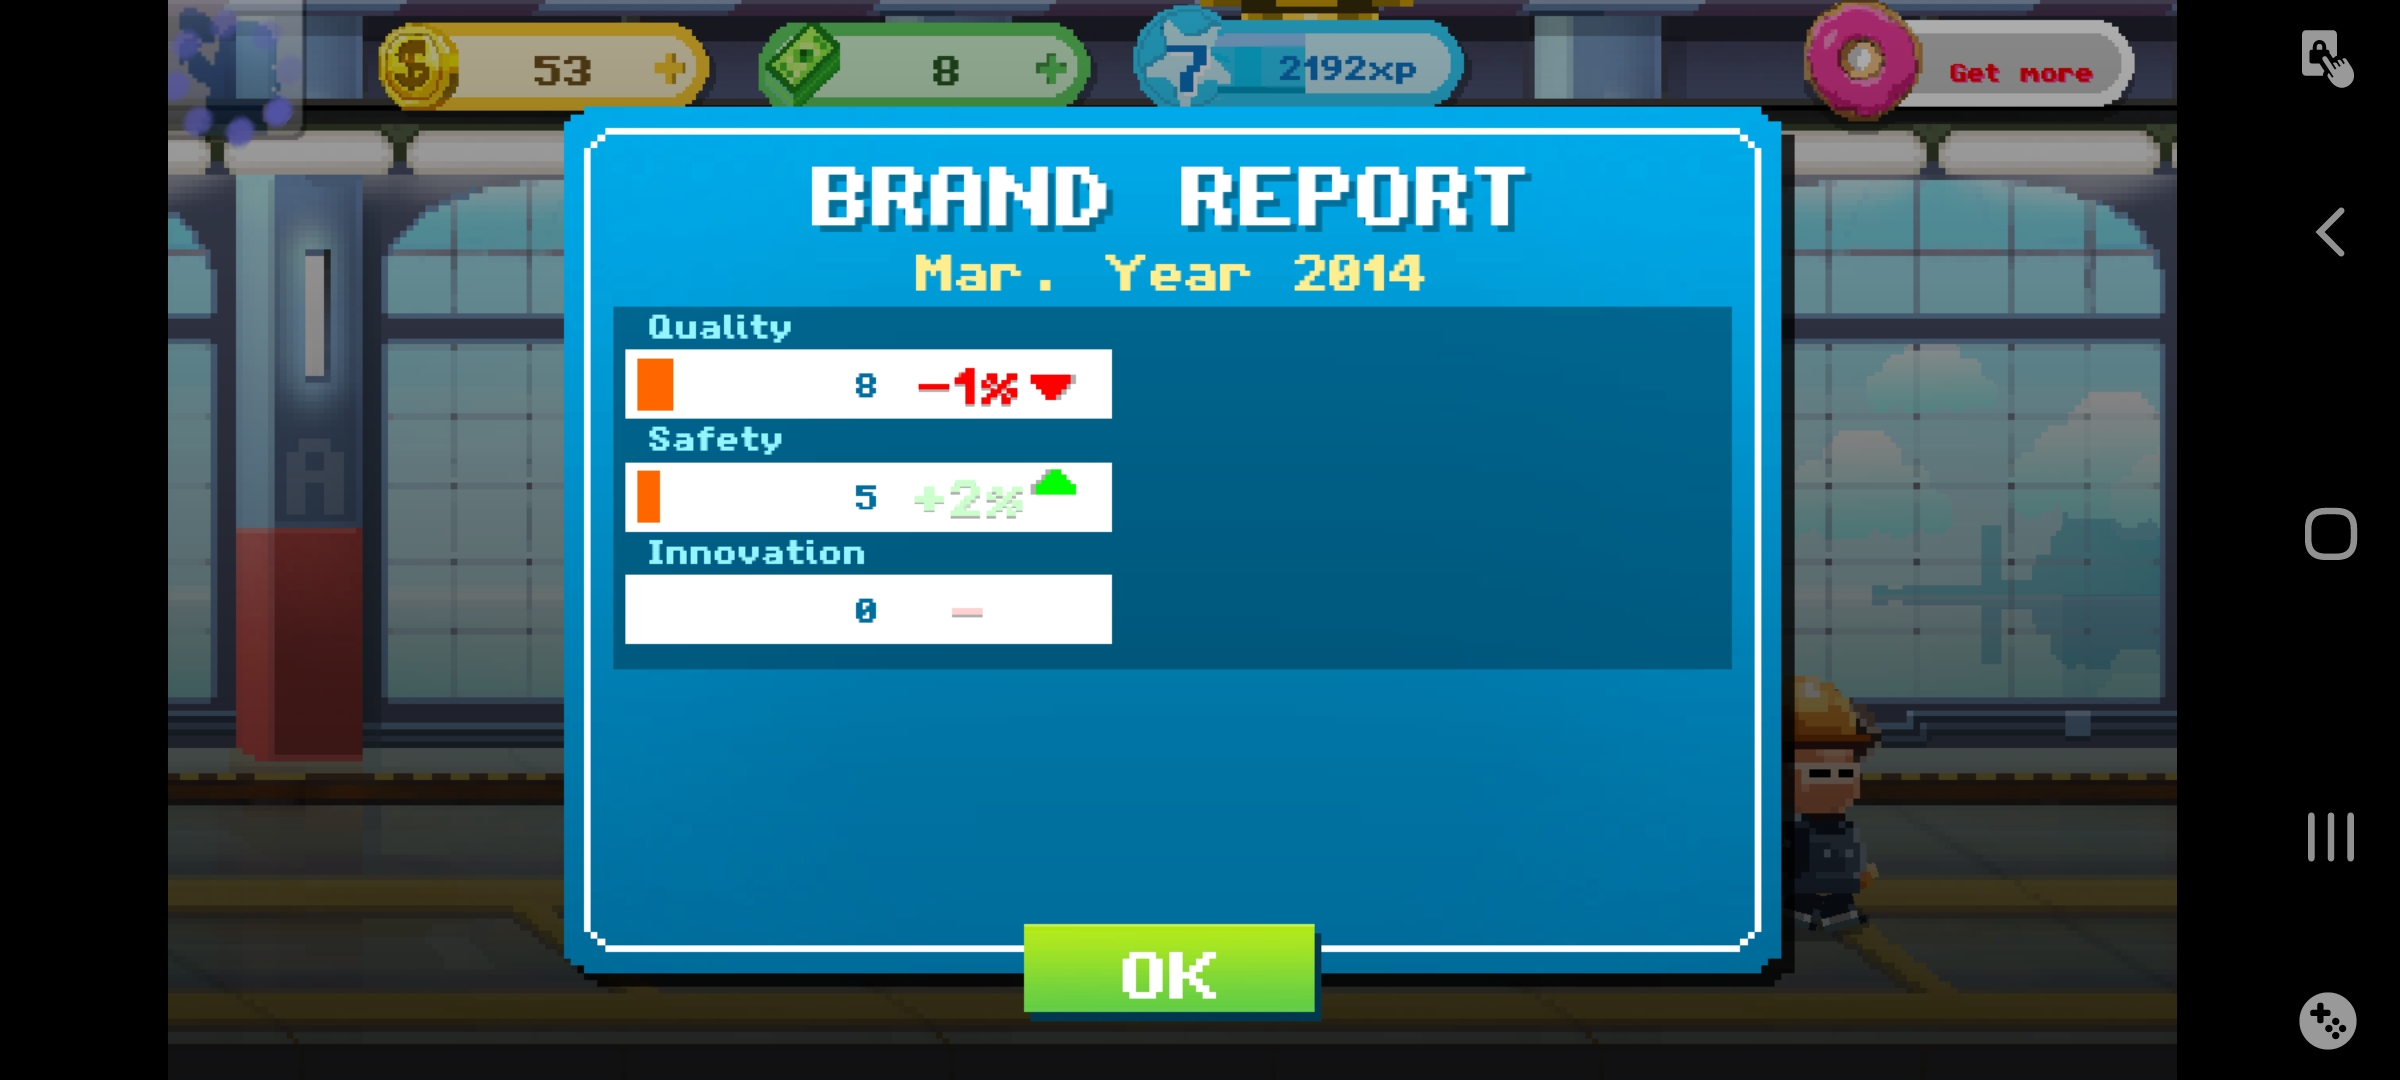 53 +
8 +
7 2192xp
Get more
BRAND REPORT
Mar. Year 2014
Quality
8 -1%
Safety
5 +2%
Innovation
0 -
A
OK